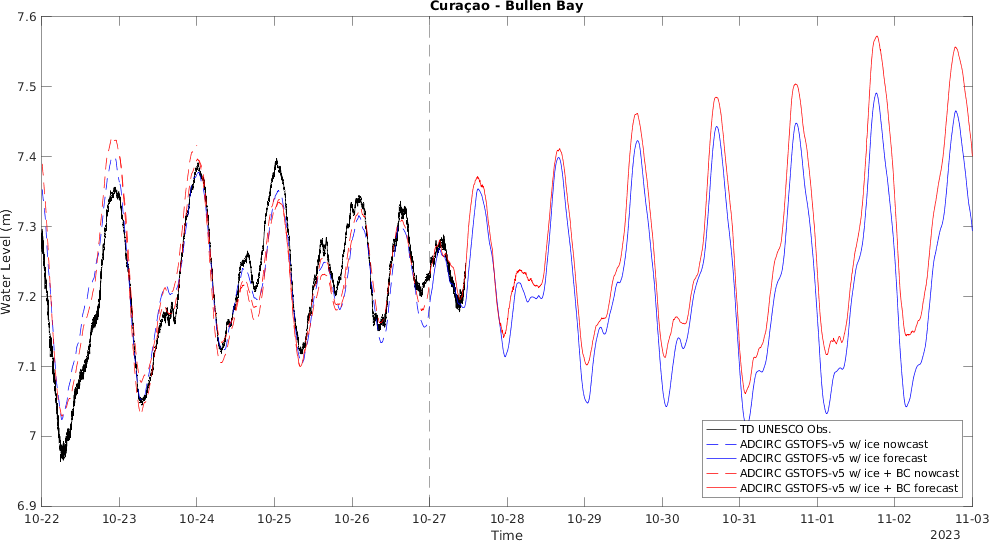 Curaçao - Bullen Bay
7.6
7.5
7.4
7.3
7.2
7.1
7
6.9
Water Level (m)
10-22 10-23 10-24 10-25 10-26 10-27 10-28 10-29 10-30 10-31 11-01 11-02 11-03
Time
2023
TD UNESCO Obs.
ADCIRC GSTOFS-v5 w/ ice nowcast
ADCIRC GSTOFS-v5 w/ ice forecast
ADCIRC GSTOFS-v5 w/ ice + BC nowcast
ADCIRC GSTOFS-v5 w/ ice + BC forecast